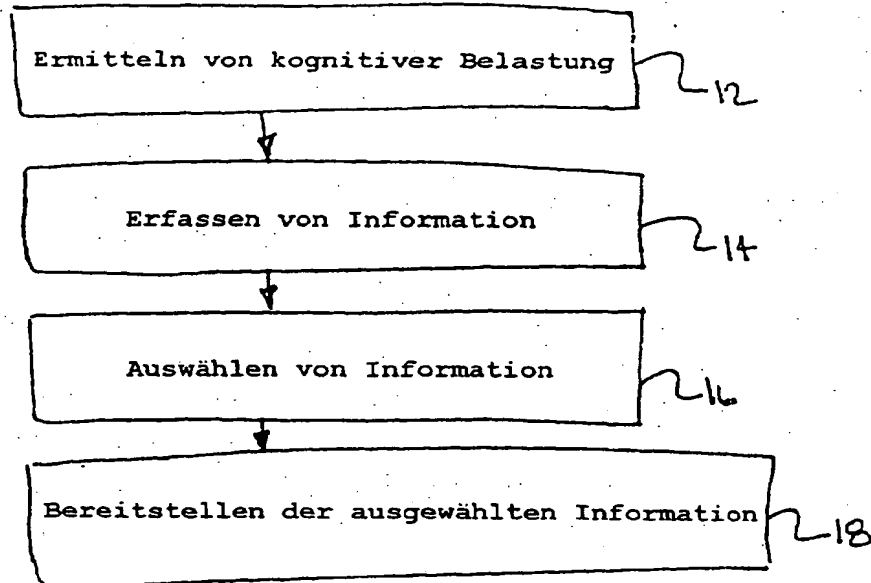 Ermitteln von kognitiver Belastung
12
Erfassen von Information
14
Auswählen von Information
16
Bereitstellen der ausgewählten Information
18